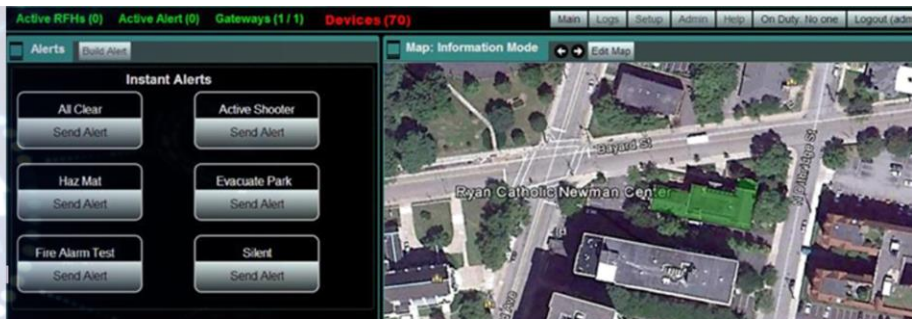 Active RFHs (0) Active Alert (0) Gateways (1 / 1) Devices (70) Main Logs Setup Admin Help On Duty: No one Logout (adm
Alerts Build Alert Map: Information Mode Edit Map
Instant Alerts
All Clear Active Shooter
Send Alert Send Alert
Bayard St
Haz Mat Evacuate Park
Ryan Catholic Newman Center
Send Alert Send Alert
Fire Alarm Test Silent
Send Alert Send Alert